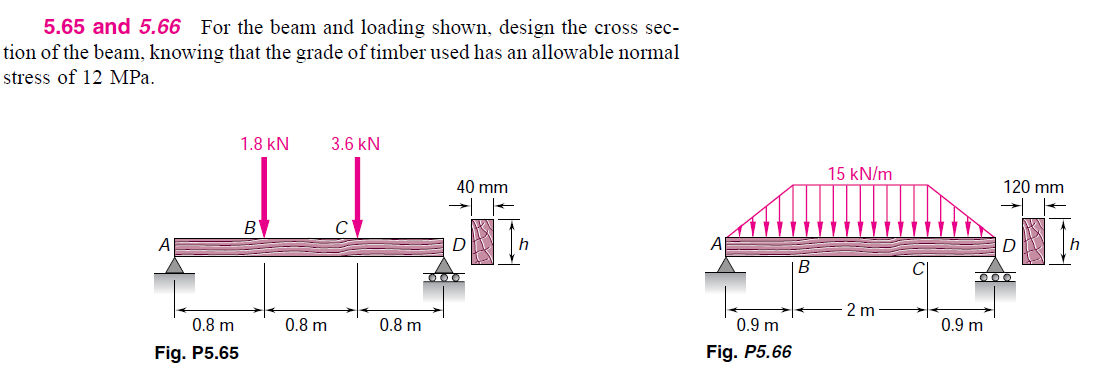 5.65 and 5.66 For the beam and loading shown, design the cross sec-
tion of the beam, knowing that the grade of timber used has an allowable normal
stress of 12 MPa.
1.8 kN 3.6 kN
40 mm
B C
A D h
0.8 m 0.8 m 0.8 m
Fig. P5.65
15 kN/m
120 mm
A D h
B C
2 m
0.9 m 0.9 m
Fig. P5.66